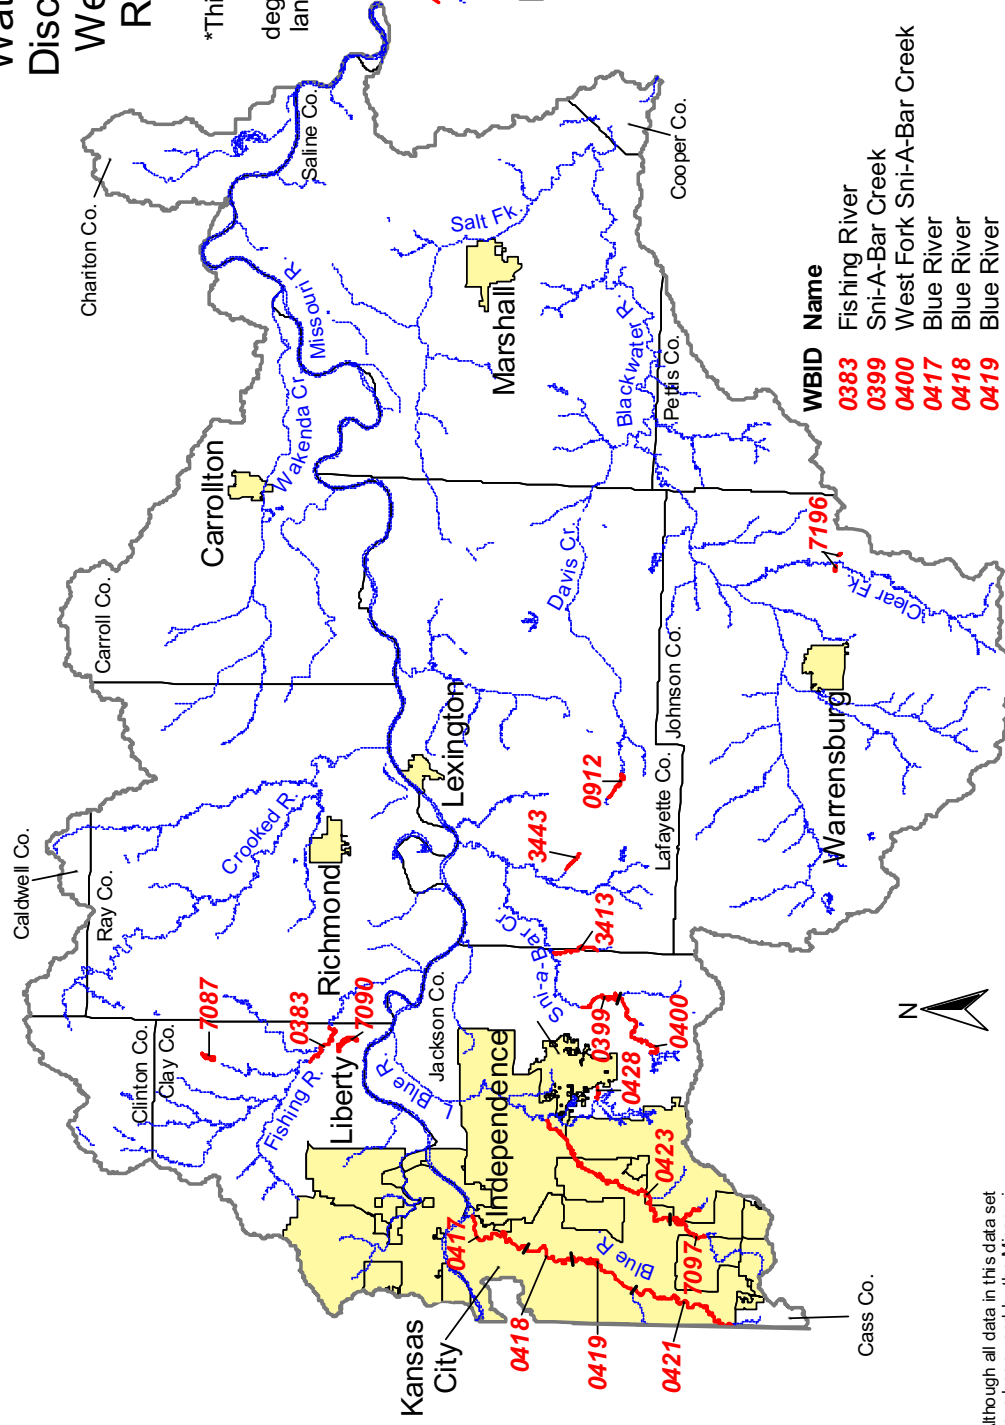 Disc
We
R
*Thi
deg
lan
Chariton Co.
Saline Co.
Cooper Co.
Salt Fk.
Missouri R.
Marshall
Blackwater R.
Pettis Co.
Wakenda Cr
Carrollton
Carroll Co.
Davis Cr.
7196
Clear Fk.
Johnson Co.
Lafayette Co.
Warrensburg
Lexington
0912
3443
Caldwell Co.
Ray Co.
Crooked R.
Richmond
3413
Sni-a-Bar Cr
7087
0383
7090
Clinton Co.
Clay Co.
Fishing R.
Liberty
Jackson Co.
L. Blue R.
Independence
0399
0400
0428
0423
0417
Blue R.
7097
Kansas
City
0418
0419
0421
Cass Co.
N
WBID Name
0383 Fishing River
0399 Sni-A-Bar Creek
0400 West Fork Sni-A-Bar Creek
0417 Blue River
0418 Blue River
0419 Blue River
lthough all data in this data set